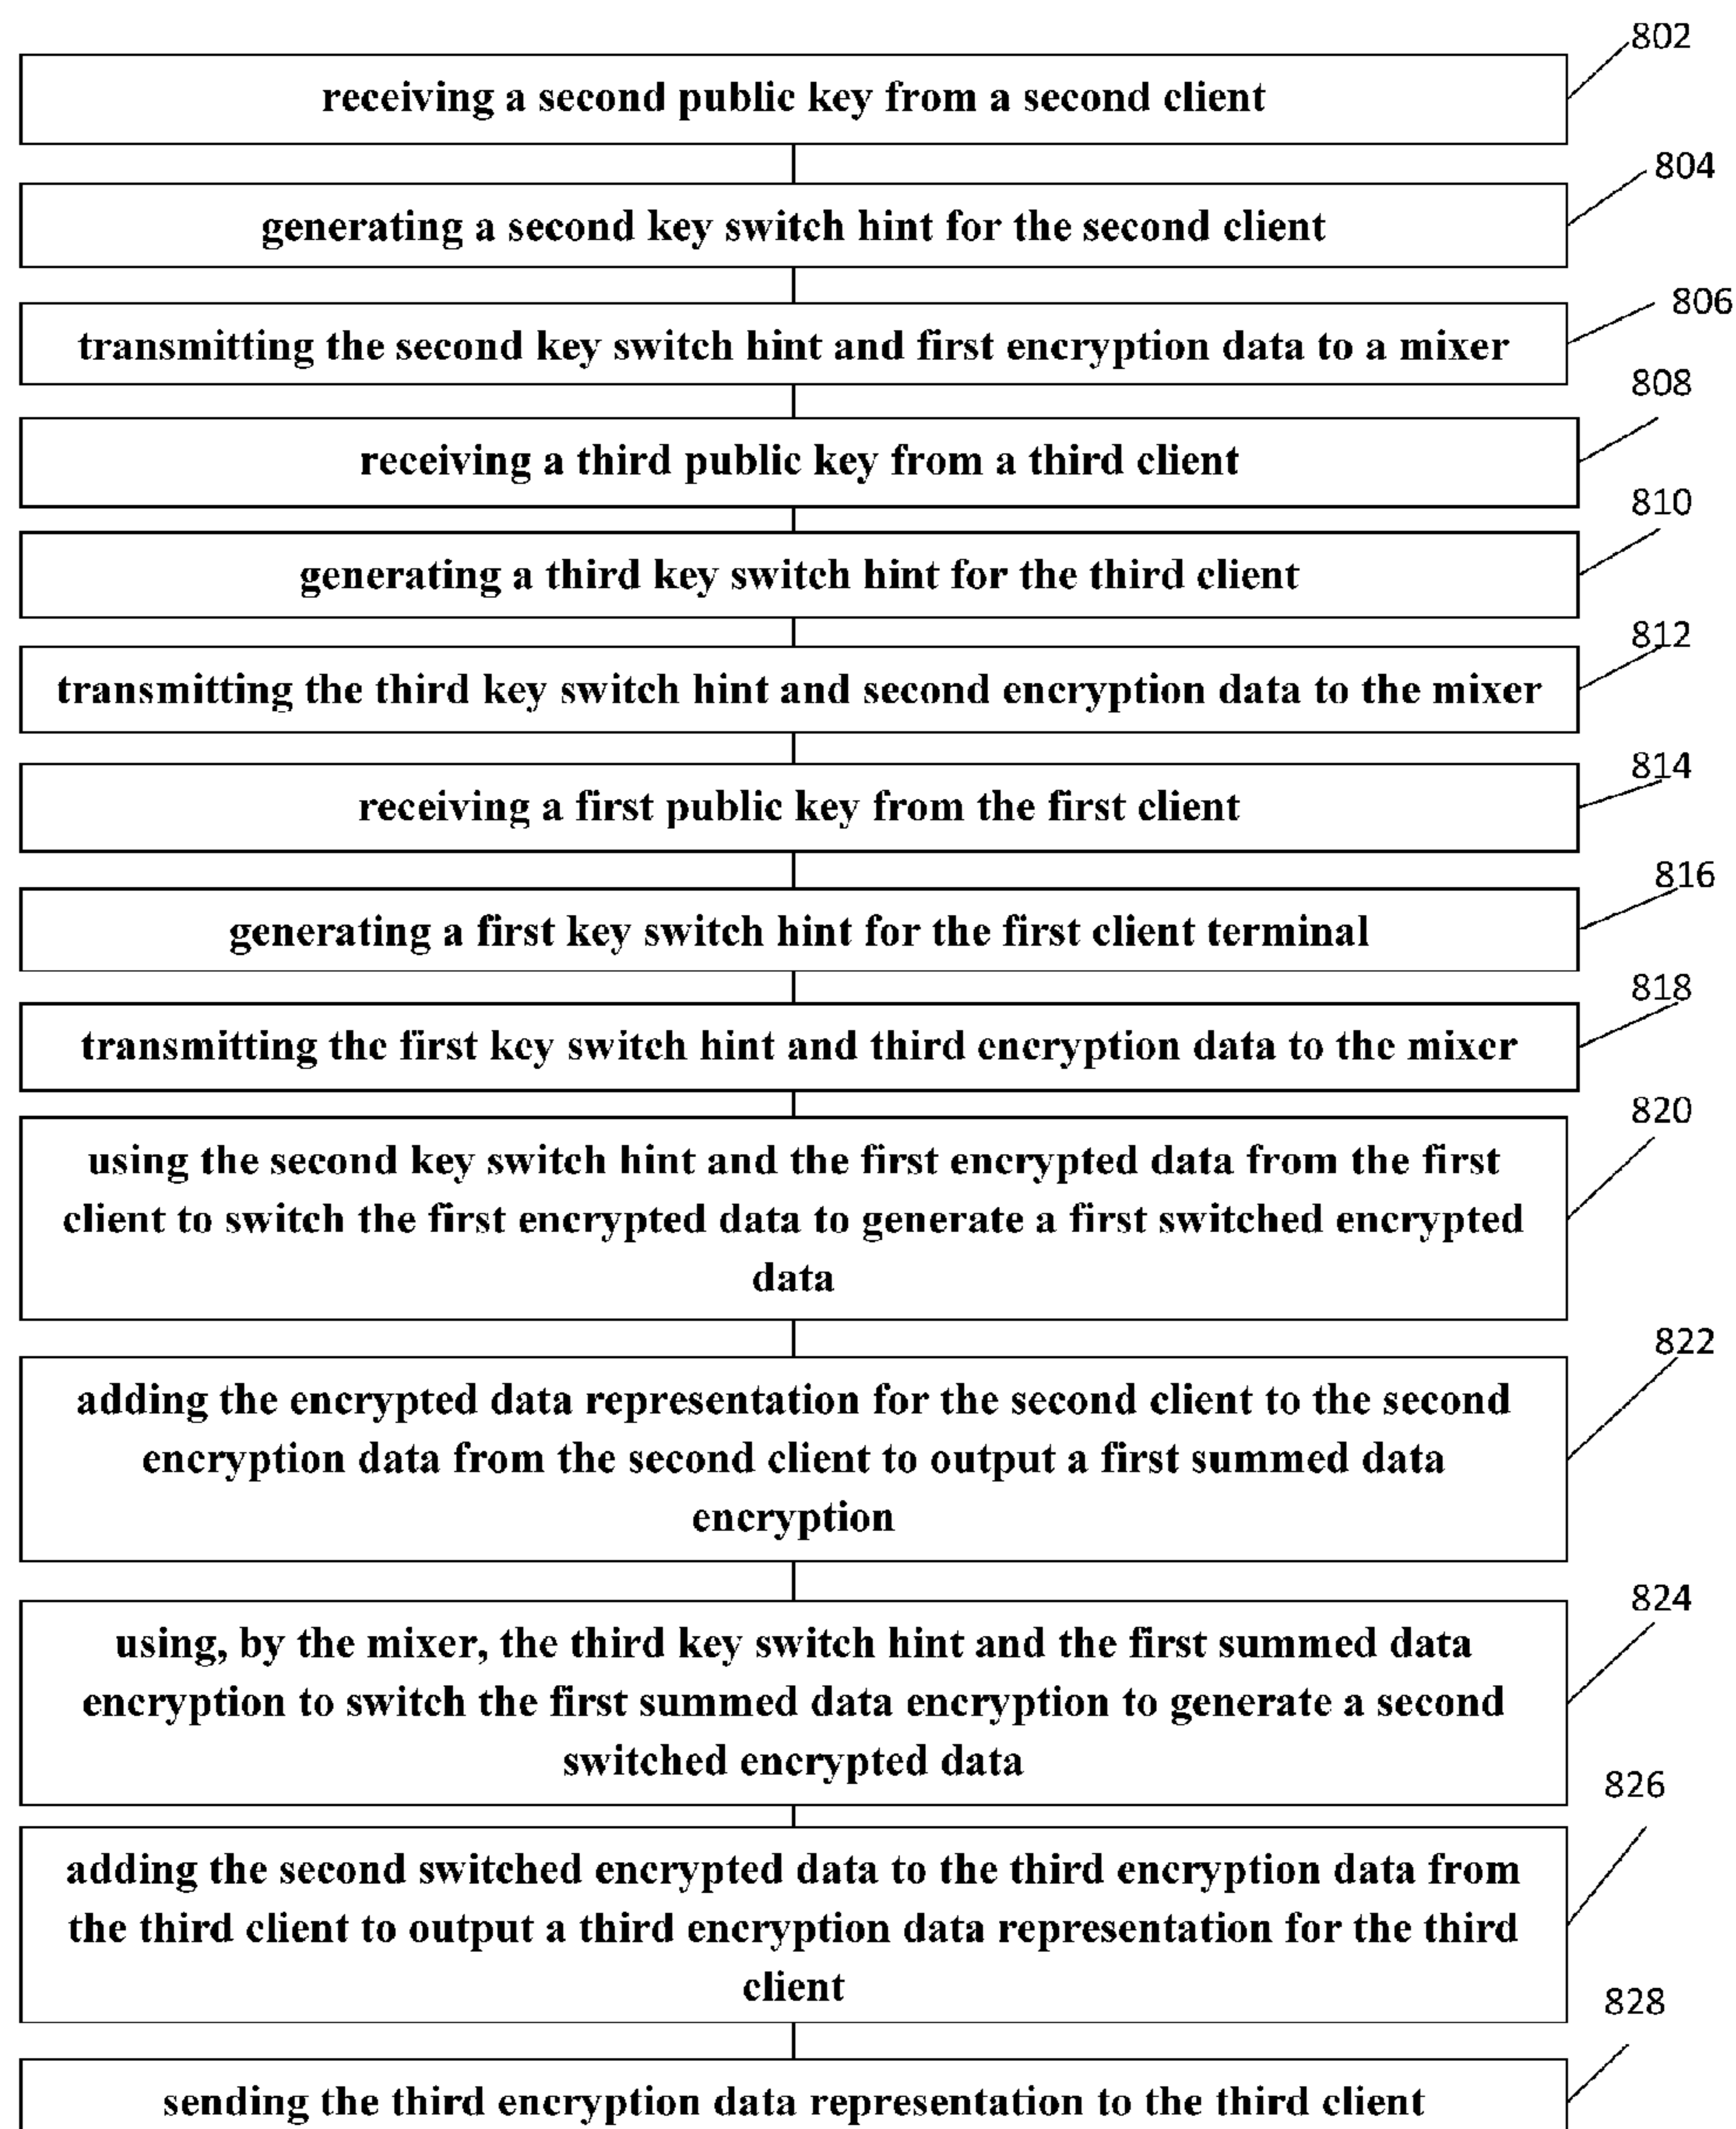 802
receiving a second public key from a second client
804
generating a second key switch hint for the second client
806
transmitting the second key switch hint and first encryption data to a mixer
808
receiving a third public key from a third client
810
generating a third key switch hint for the third client
812
transmitting the third key switch hint and second encryption data to the mixer
814
receiving a first public key from the first client
816
generating a first key switch hint for the first client terminal
818
transmitting the first key switch hint and third encryption data to the mixer
820
using the second key switch hint and the first encrypted data from the first
client to switch the first encrypted data to generate a first switched encrypted
data
822
adding the encrypted data representation for the second client to the second
encryption data from the second client to output a first summed data
encryption
824
using, by the mixer, the third key switch hint and the first summed data
encryption to switch the first summed data encryption to generate a second
switched encrypted data
826
adding the second switched encrypted data to the third encryption data from
the third client to output a third encryption data representation for the third
client
828
sending the third encryption data representation to the third client